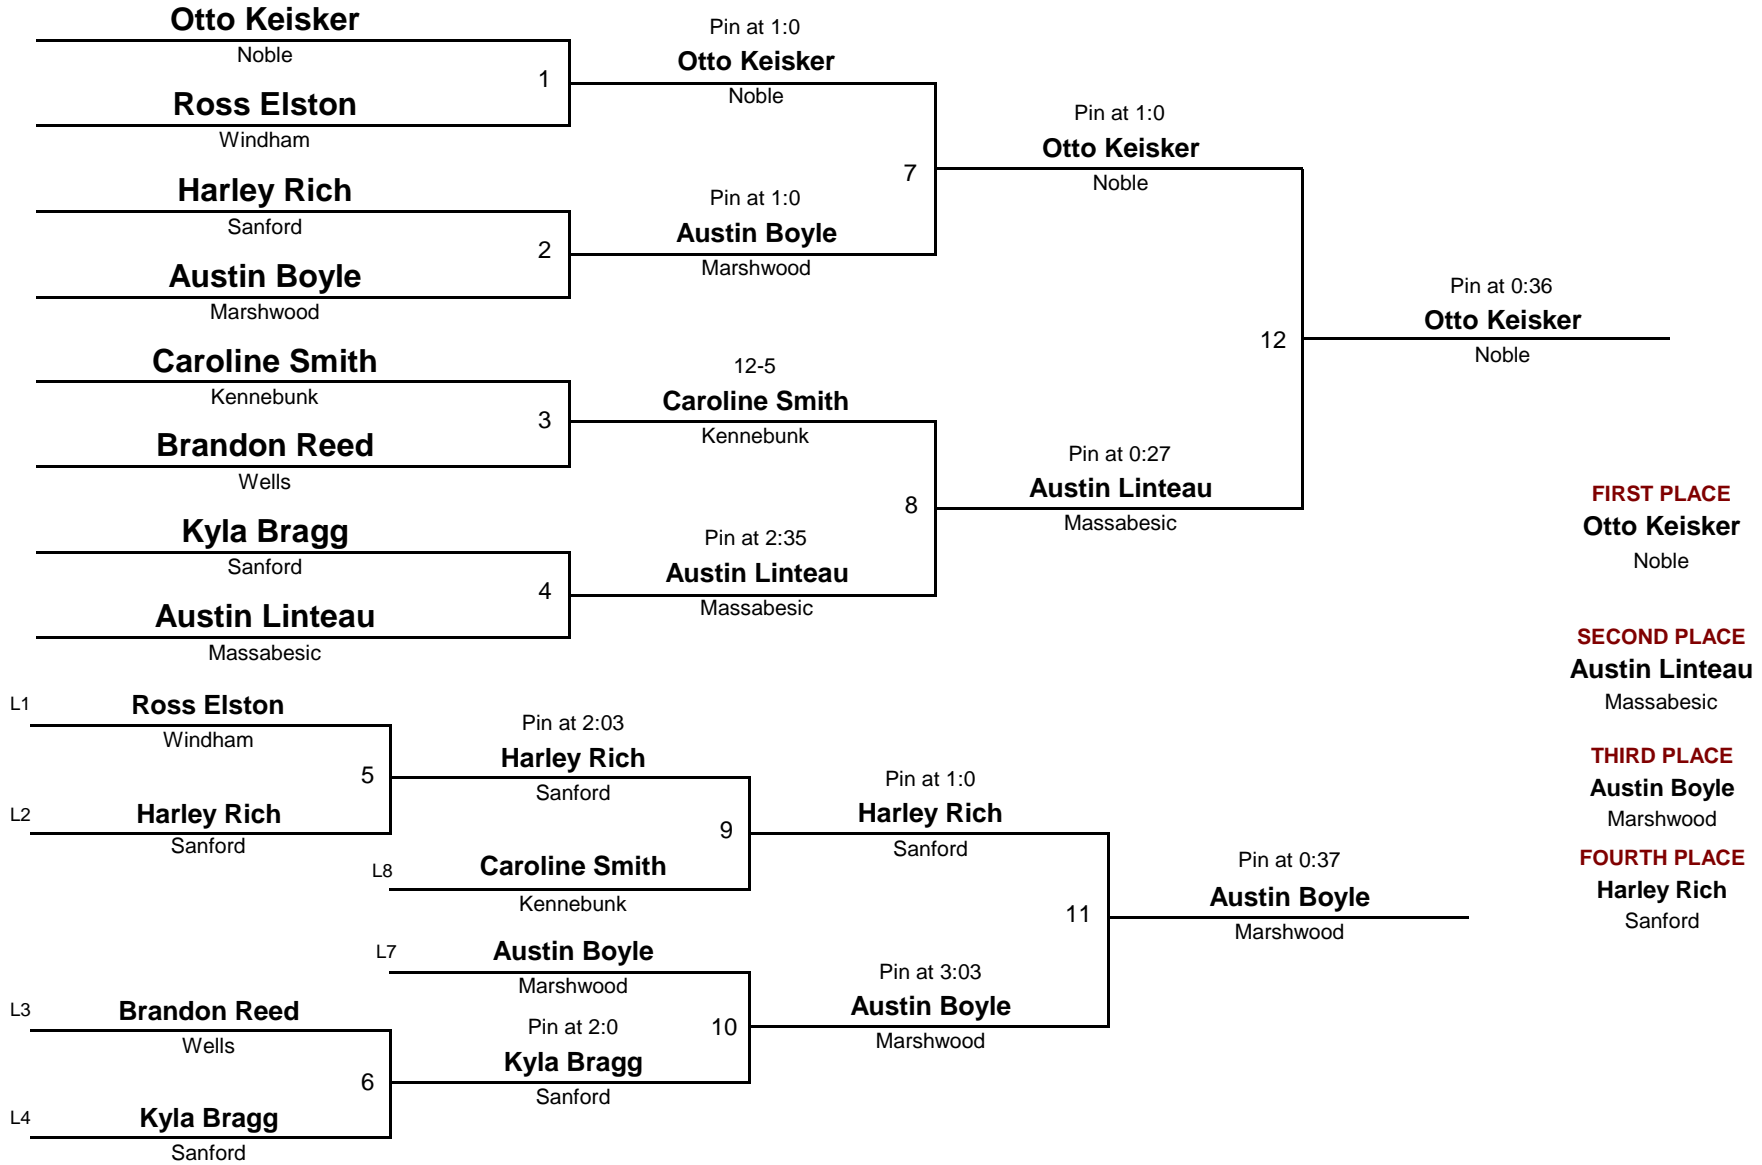 Otto Keisker
Noble
1
Ross Elston
Windham
Harley Rich
Sanford
2
Austin Boyle
Marshwood
Caroline Smith
Kennebunk
3
Brandon Reed
Wells
Kyla Bragg
Sanford
4
Austin Linteau
Massabesic
Pin at 1:0
Otto Keisker
Noble
7
Pin at 1:0
Austin Boyle
Marshwood
12-5
Caroline Smith
Kennebunk
8
Pin at 2:35
Austin Linteau
Massabesic
Pin at 1:0
Otto Keisker
Noble
12
Pin at 0:27
Austin Linteau
Massabesic
Pin at 0:36
Otto Keisker
Noble
L1
Ross Elston
Windham
5
L2
Harley Rich
Sanford
Pin at 2:03
Harley Rich
Sanford
9
L8
Caroline Smith
Kennebunk
L7
Austin Boyle
Marshwood
10
L3
Brandon Reed
Wells
6
L4
Kyla Bragg
Sanford
Pin at 2:0
Kyla Bragg
Sanford
Pin at 1:0
Harley Rich
Sanford
11
Pin at 3:03
Austin Boyle
Marshwood
Pin at 0:37
Austin Boyle
Marshwood
FIRST PLACE
Otto Keisker
Noble
SECOND PLACE
Austin Linteau
Massabesic
THIRD PLACE
Austin Boyle
Marshwood
FOURTH PLACE
Harley Rich
Sanford